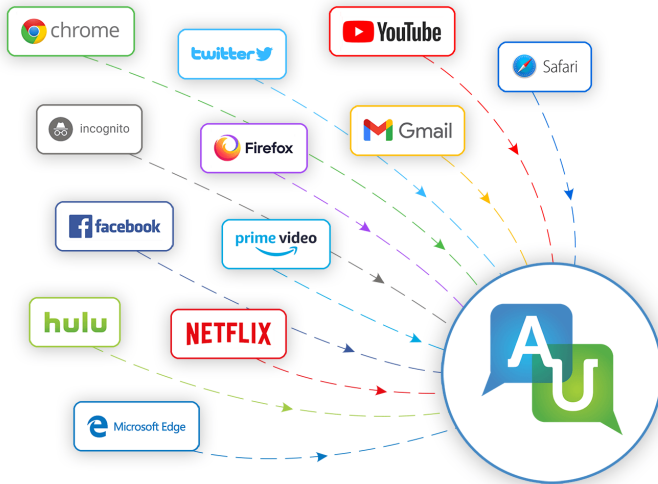 chrome
twitter
YouTube
Safari
incognito
Firefox
Gmail
facebook
prime video
hulu
NETFLIX
Microsoft Edge
A
U